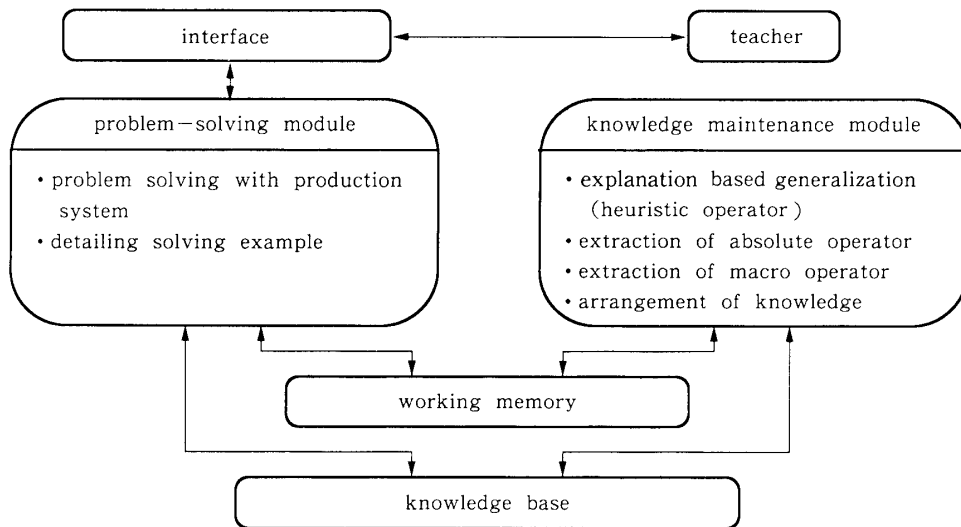 interface
teacher
problem-solving module
・problem solving with production
system
・detailing solving example
knowledge maintenance module
・explanation based generalization
(heuristic operator)
・extraction of absolute operator
・extraction of macro operator
・arrangement of knowledge
working memory
knowledge base